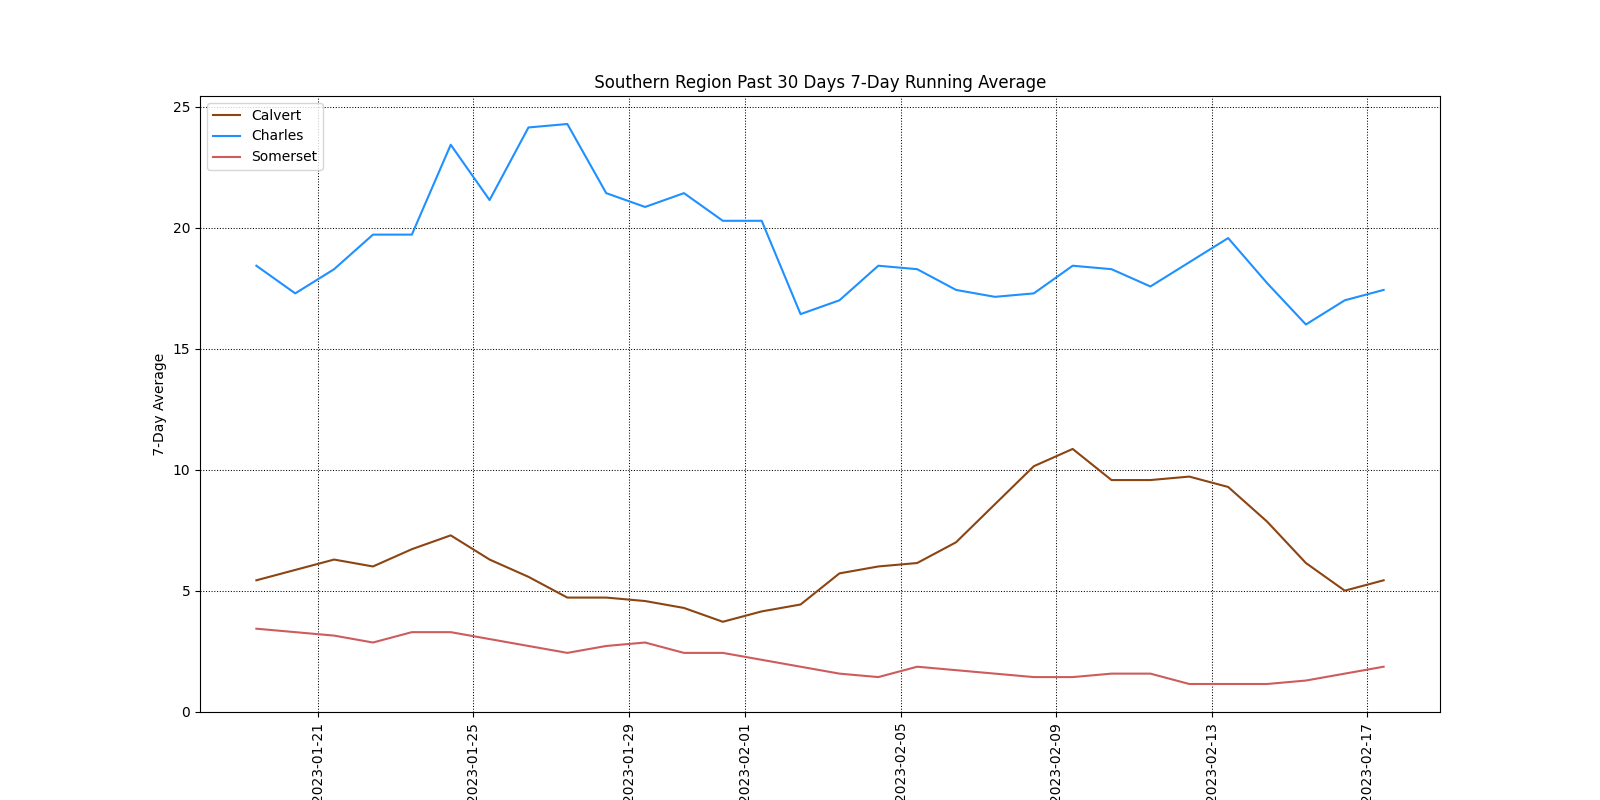 Southern Region Past 30 Days 7-Day Running Average
Calvert
Charles
Somerset
7-Day Average
25
20
15
10
5
0
2023-01-21
2023-01-25
2023-01-29
2023-02-01
2023-02-05
2023-02-09
2023-02-13
2023-02-17